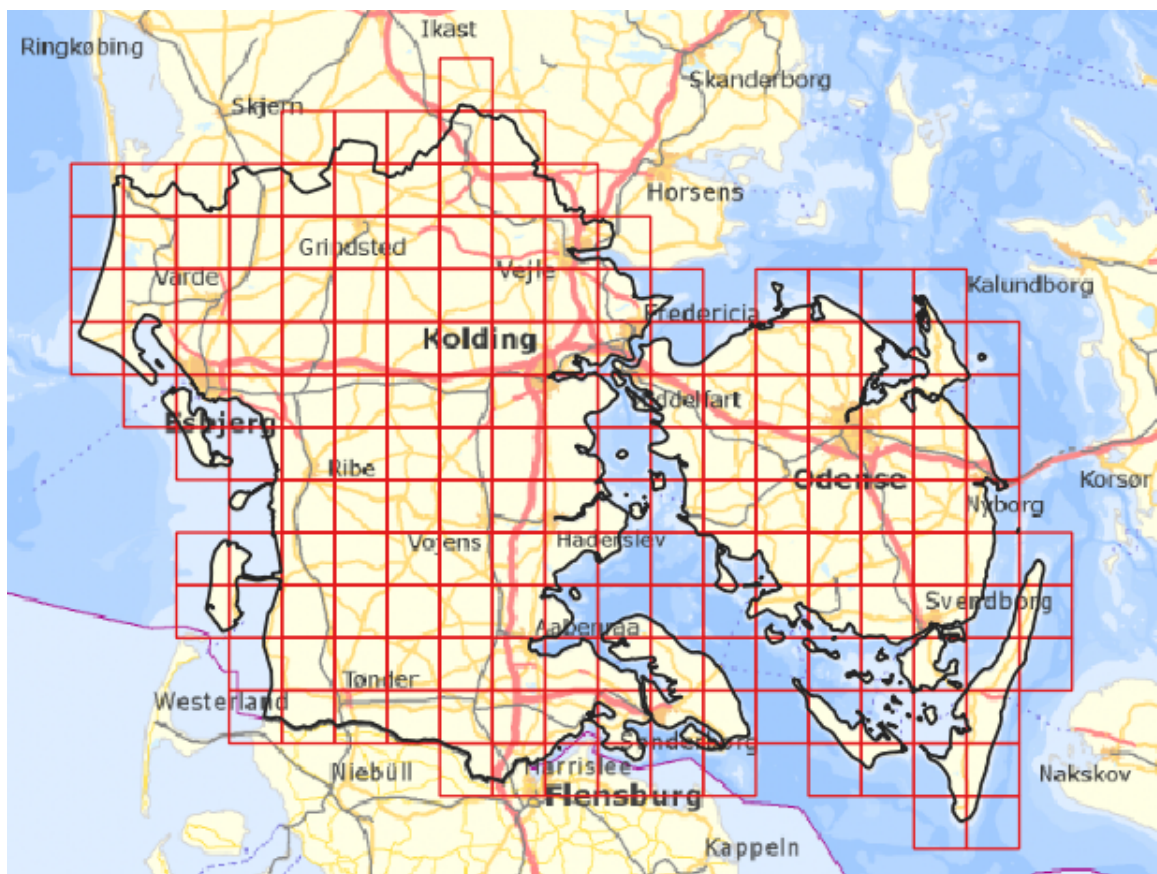 Ikast
Ringkøbing
Skanderborg
Skjern
Horsens
Grindsted
Vejle
Varde
Kalundborg
Fredericia
Kolding
Middelfart
Esbjerg
Ribe
Odense
Korsør
Nyborg
Vojens
Haderslev
Svendborg
Aabenraa
Tønder
Westerland
Sønderborg
Harrislee
Niebüll
Nakskov
Flensburg
Kappeln